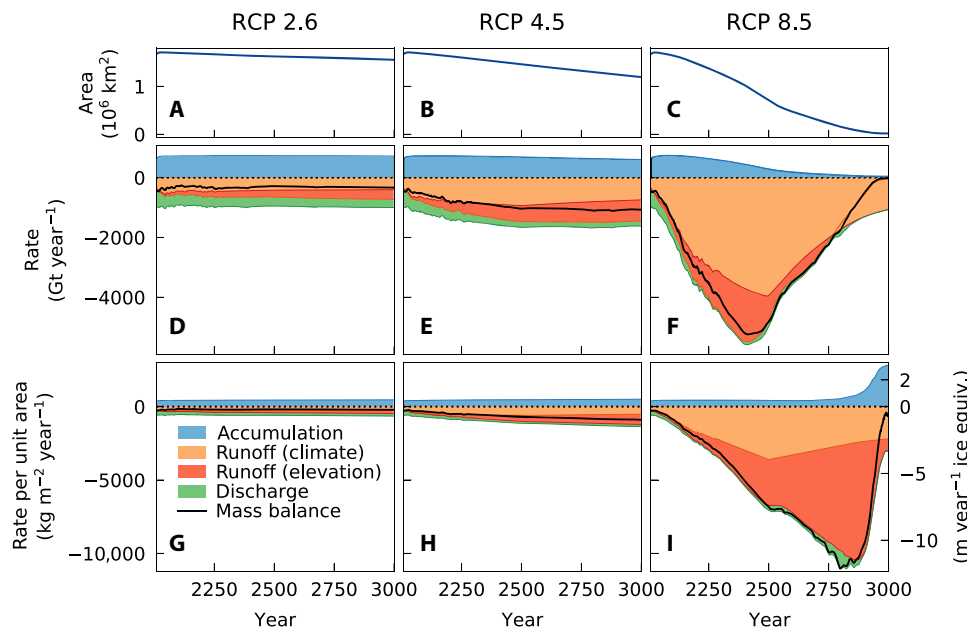 RCP 2.6 RCP 4.5 RCP 8.5
Area
(10⁶ km²)
1
0
A B C
Rate
(Gt year⁻¹)
0
−2000
−4000
D E F
Rate per unit area
(kg m⁻² year⁻¹)
0
−5000
−10,000
Accumulation
Runoff (climate)
Runoff (elevation)
Discharge
Mass balance
G H I
2
0
−5
−10
(m year⁻¹ ice equiv.)
2250 2500 2750 3000 2250 2500 2750 3000 2250 2500 2750 3000
Year Year Year